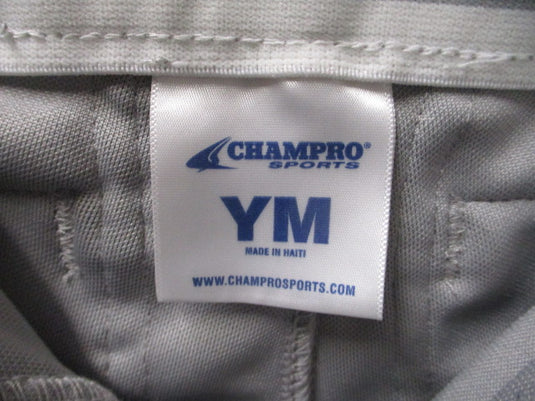 CHAMPRO®
SPORTS
YM
MADE IN HAITI
WWW.CHAMPROSPORTS.COM